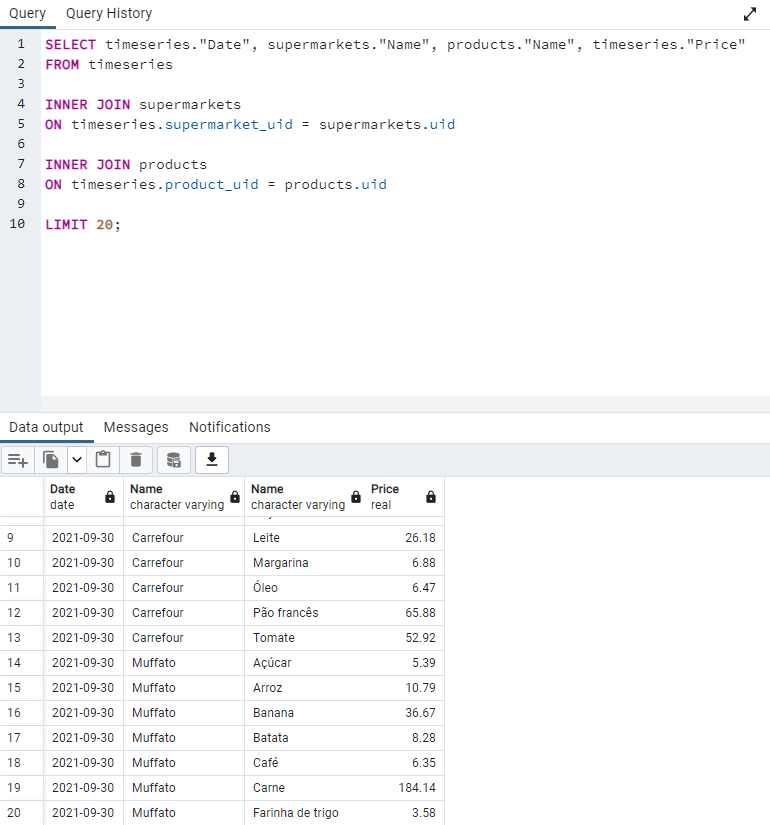 Query Query History
1 SELECT timeseries."Date", supermarkets."Name", products."Name", timeseries."Price"
2 FROM timeseries
3
4 INNER JOIN supermarkets
5 ON timeseries.supermarket_uid = supermarkets.uid
6
7 INNER JOIN products
8 ON timeseries.product_uid = products.uid
9
10 LIMIT 20;
Data output Messages Notifications
Date Name Name Price
date character varying character varying real
9 2021-09-30 Carrefour Leite 26.18
10 2021-09-30 Carrefour Margarina 6.88
11 2021-09-30 Carrefour Óleo 6.47
12 2021-09-30 Carrefour Pão francês 65.88
13 2021-09-30 Carrefour Tomate 52.92
14 2021-09-30 Muffato Açúcar 5.39
15 2021-09-30 Muffato Arroz 10.79
16 2021-09-30 Muffato Banana 36.67
17 2021-09-30 Muffato Batata 8.28
18 2021-09-30 Muffato Café 6.35
19 2021-09-30 Muffato Carne 184.14
20 2021-09-30 Muffato Farinha de trigo 3.58